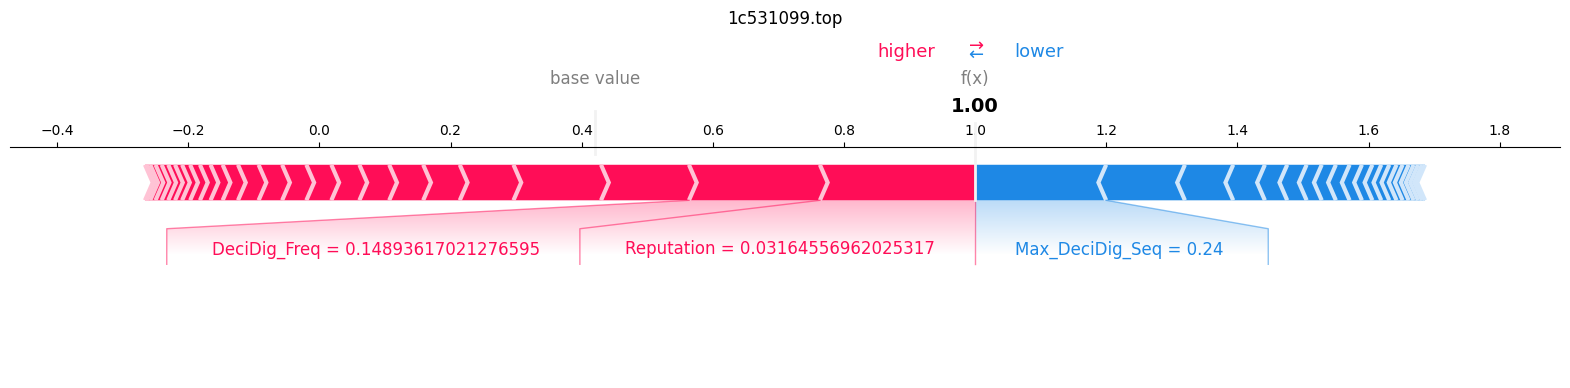 1c531099.top
higher ⇄ lower
base value f(x)
1.00
−0.4 −0.2 0.0 0.2 0.4 0.6 0.8 1.0 1.2 1.4 1.6 1.8
DeciDig_Freq = 0.14893617021276595 Reputation = 0.03164556962025317 Max_DeciDig_Seq = 0.24